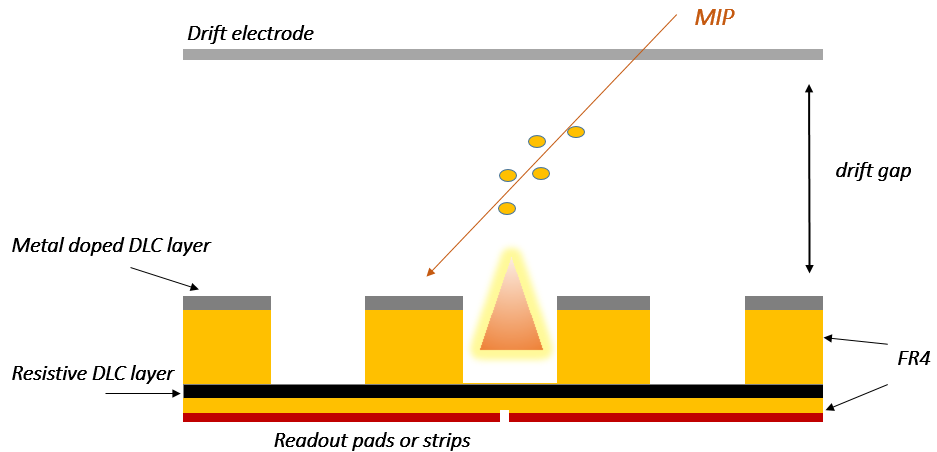 MIP
Drift electrode
drift gap
Metal doped DLC layer
FR4
Resistive DLC layer
Readout pads or strips